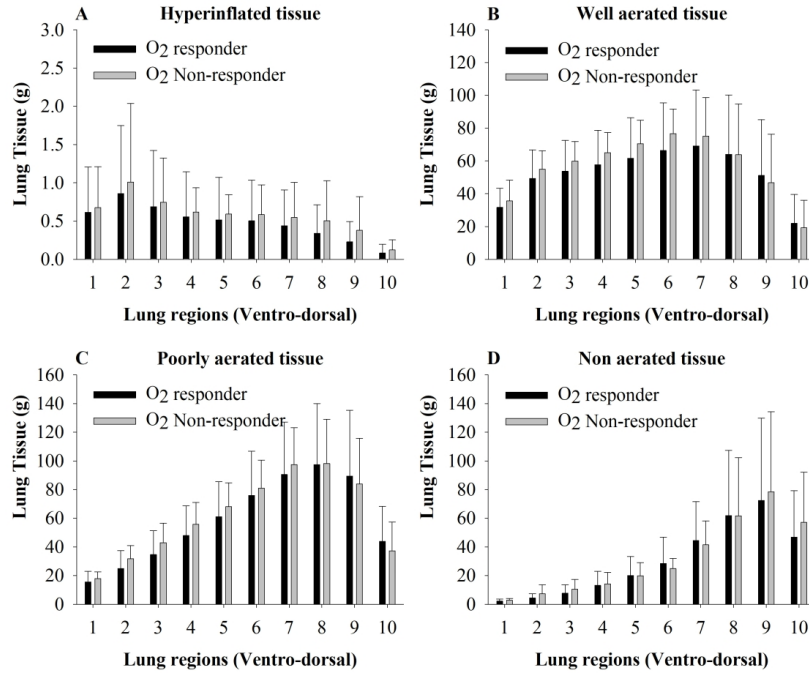 A Hyperinflated tissue
3.0
2.5
2.0
1.5
1.0
0.5
0.0
Lung Tissue (g)
O2 responder
O2 Non-responder
1 2 3 4 5 6 7 8 9 10
Lung regions (Ventro-dorsal)
B Well aerated tissue
140
120
100
80
60
40
20
0
Lung Tissue (g)
O2 responder
O2 Non-responder
1 2 3 4 5 6 7 8 9 10
Lung regions (Ventro-dorsal)
C Poorly aerated tissue
160
140
120
100
80
60
40
20
0
Lung Tissue (g)
O2 responder
O2 Non-responder
1 2 3 4 5 6 7 8 9 10
Lung regions (Ventro-dorsal)
D Non aerated tissue
160
140
120
100
80
60
40
20
0
Lung Tissue (g)
O2 responder
O2 Non-responder
1 2 3 4 5 6 7 8 9 10
Lung regions (Ventro-dorsal)